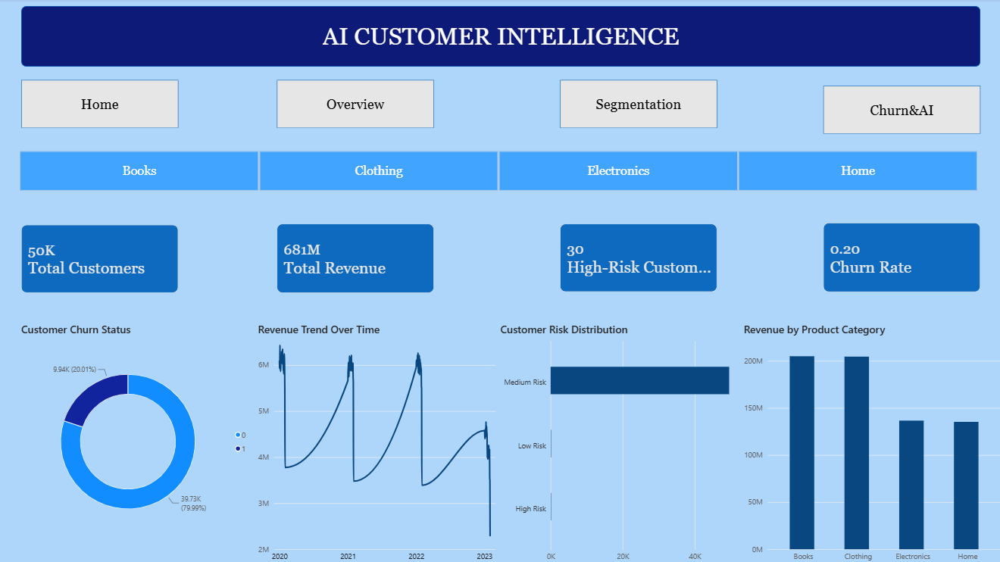 AI CUSTOMER INTELLIGENCE
Home
Overview
Segmentation
Churn&AI
Books
Clothing
Electronics
Home
50K
Total Customers
681M
Total Revenue
30
High-Risk Custom...
0.20
Churn Rate
Customer Churn Status
9.94K (20.01%)
39.73K
(79.99%)
0
1
Revenue Trend Over Time
6M
5M
4M
3M
2M
2020
2021
2022
2023
Customer Risk Distribution
Medium Risk
Low Risk
High Risk
0K
20K
40K
Revenue by Product Category
200M
150M
100M
50M
0M
Books
Clothing
Electronics
Home